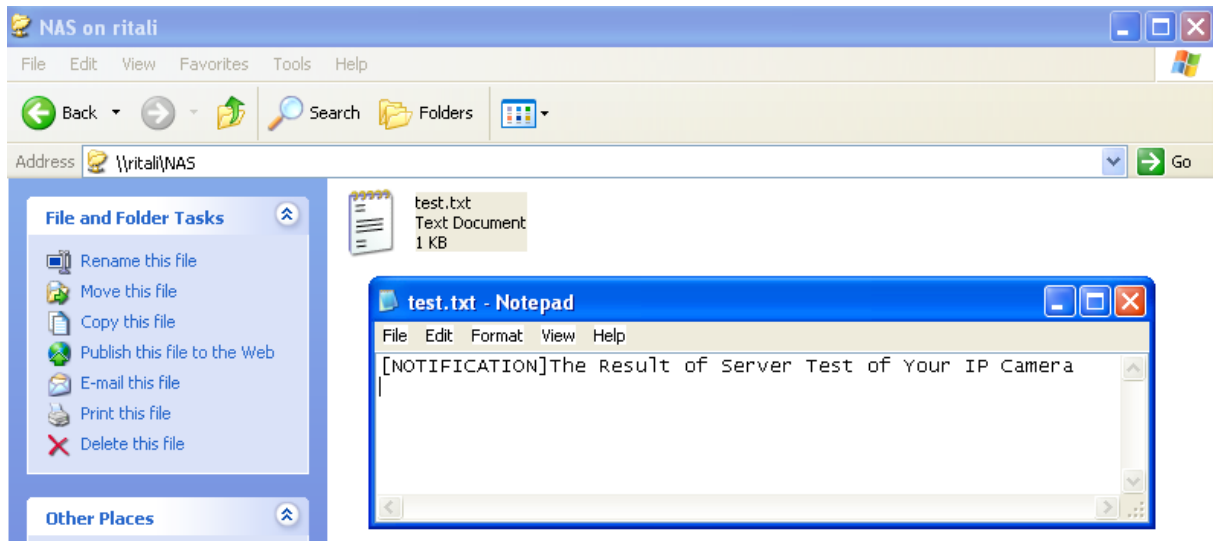 NAS on ritali
File Edit View Favorites Tools Help
Back Search Folders
Address \\ritali\NAS Go
File and Folder Tasks
Rename this file
Move this file
Copy this file
Publish this file to the Web
E-mail this file
Print this file
Delete this file
Other Places
test.txt
Text Document
1 KB
test.txt - Notepad
File Edit Format View Help
[NOTIFICATION]The Result of Server Test of Your IP Camera